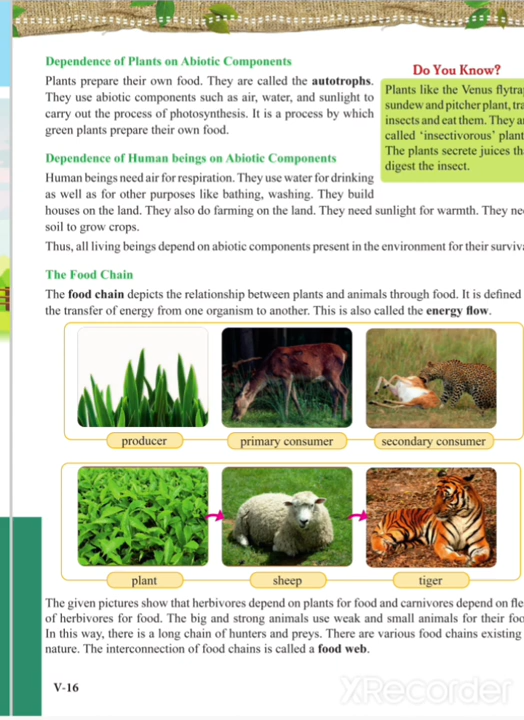 Dependence of Plants on Abiotic Components
Plants prepare their own food. They are called the autotrophs.
They use abiotic components such as air, water, and sunlight to
carry out the process of photosynthesis. It is a process by which
green plants prepare their own food.
Do You Know?
Plants like the Venus flytra
sundew and pitcher plant, tra
insects and eat them. They a
called ‘insectivorous’ plant
The plants secrete juices th
digest the insect.
Dependence of Human beings on Abiotic Components
Human beings need air for respiration. They use water for drinking
as well as for other purposes like bathing, washing. They build
houses on the land. They also do farming on the land. They need sunlight for warmth. They ne
soil to grow crops.
Thus, all living beings depend on abiotic components present in the environment for their surviv
The Food Chain
The food chain depicts the relationship between plants and animals through food. It is defined
the transfer of energy from one organism to another. This is also called the energy flow.
producer primary consumer secondary consumer
plant sheep tiger
The given pictures show that herbivores depend on plants for food and carnivores depend on fle
of herbivores for food. The big and strong animals use weak and small animals for their foo
In this way, there is a long chain of hunters and preys. There are various food chains existing
nature. The interconnection of food chains is called a food web.
V-16
XRecorder